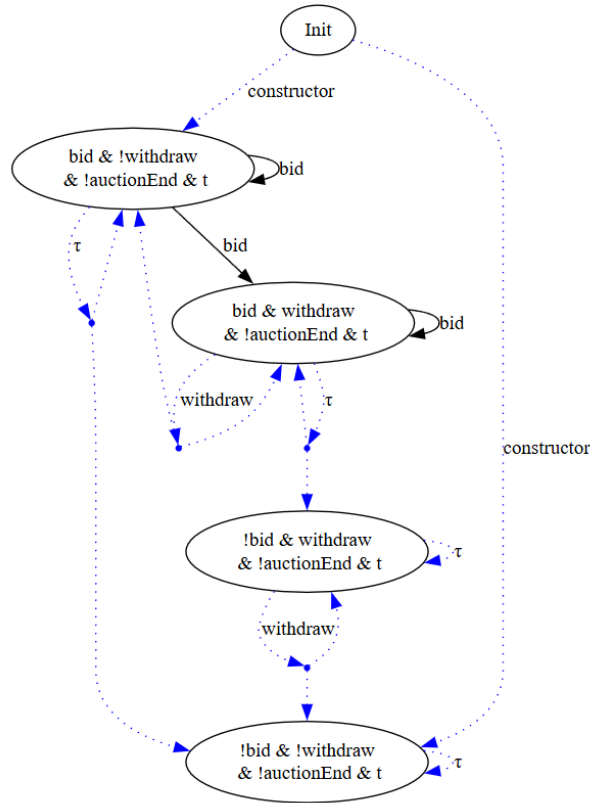 Init
constructor
bid & !withdraw
& !auctionEnd & t
bid
τ
bid
bid & withdraw
& !auctionEnd & t
bid
withdraw
τ
constructor
!bid & withdraw
& !auctionEnd & t
τ
withdraw
!bid & !withdraw
& !auctionEnd & t
τ